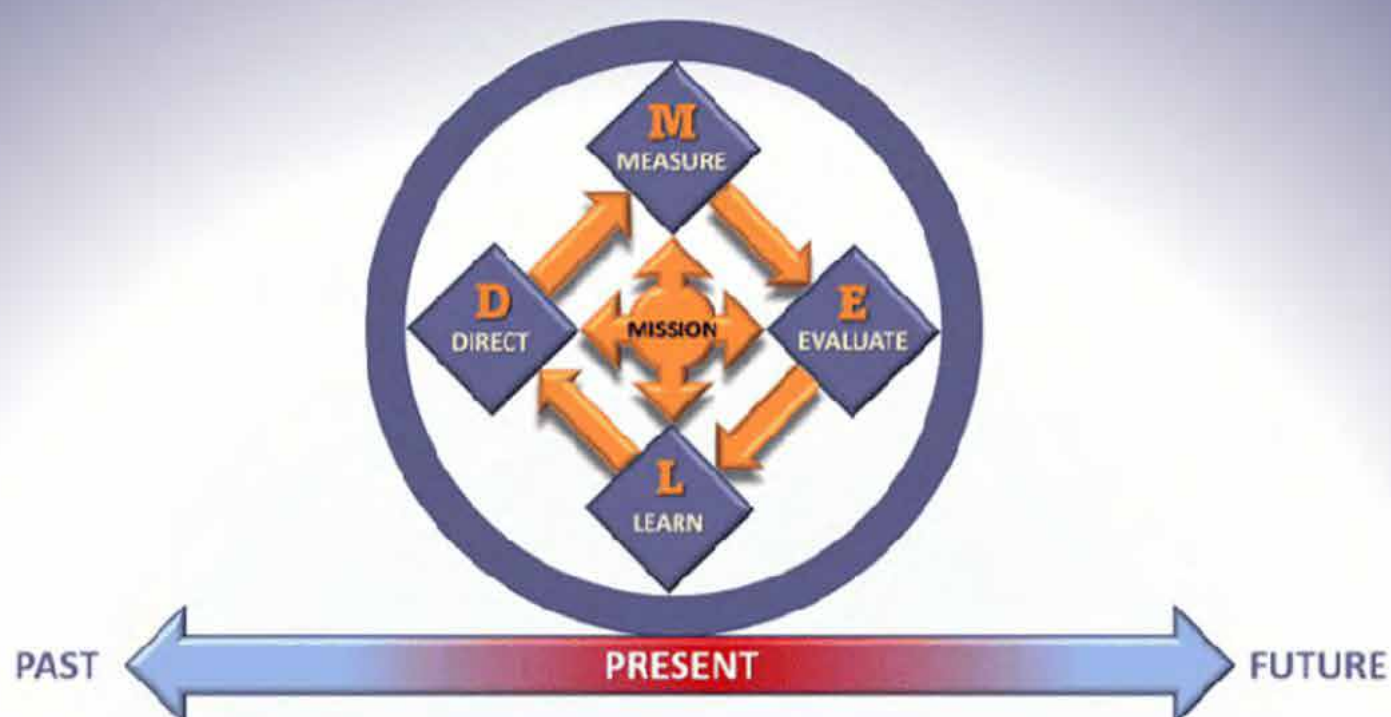 M
MEASURE
D
DIRECT
MISSION
E
EVALUATE
L
LEARN
PAST
PRESENT
FUTURE